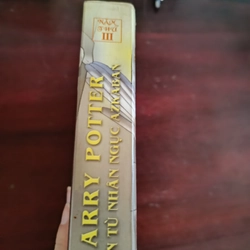 III
ARRY POTTER
N TÙ NHÂN NGỤC AZKABAN